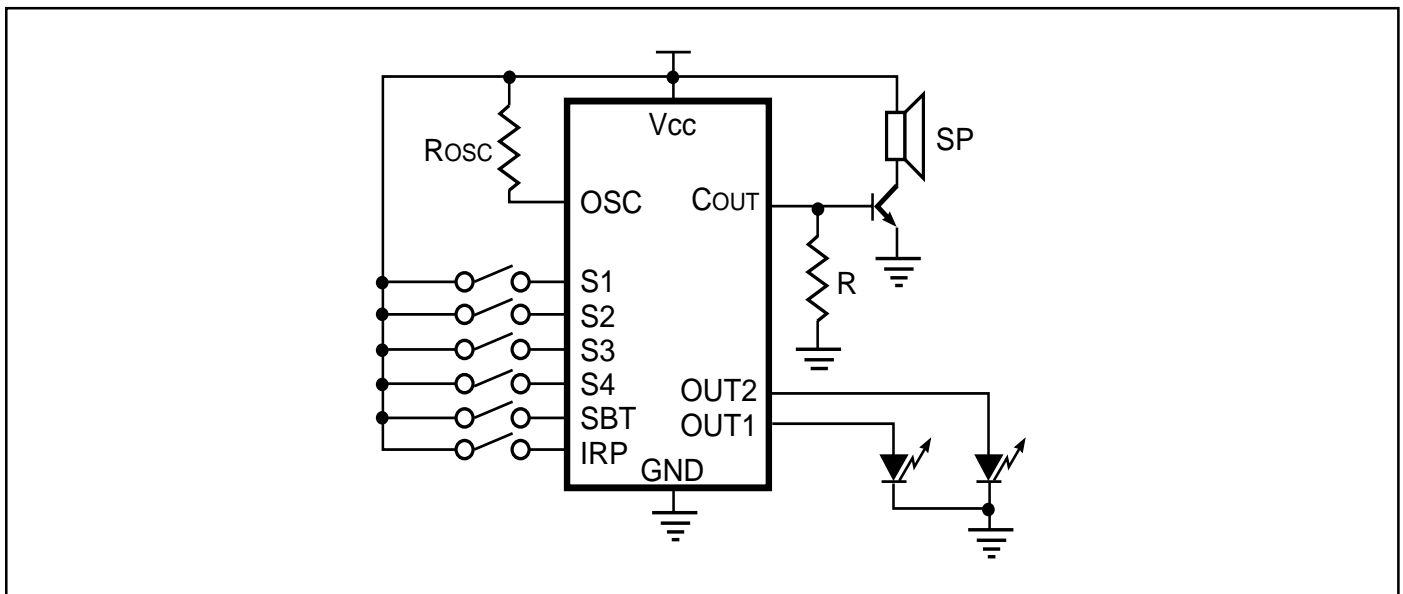 Vcc
ROSC
SP
OSC
COUT
S1
R
S2
S3
S4
OUT2
SBT
OUT1
IRP
GND